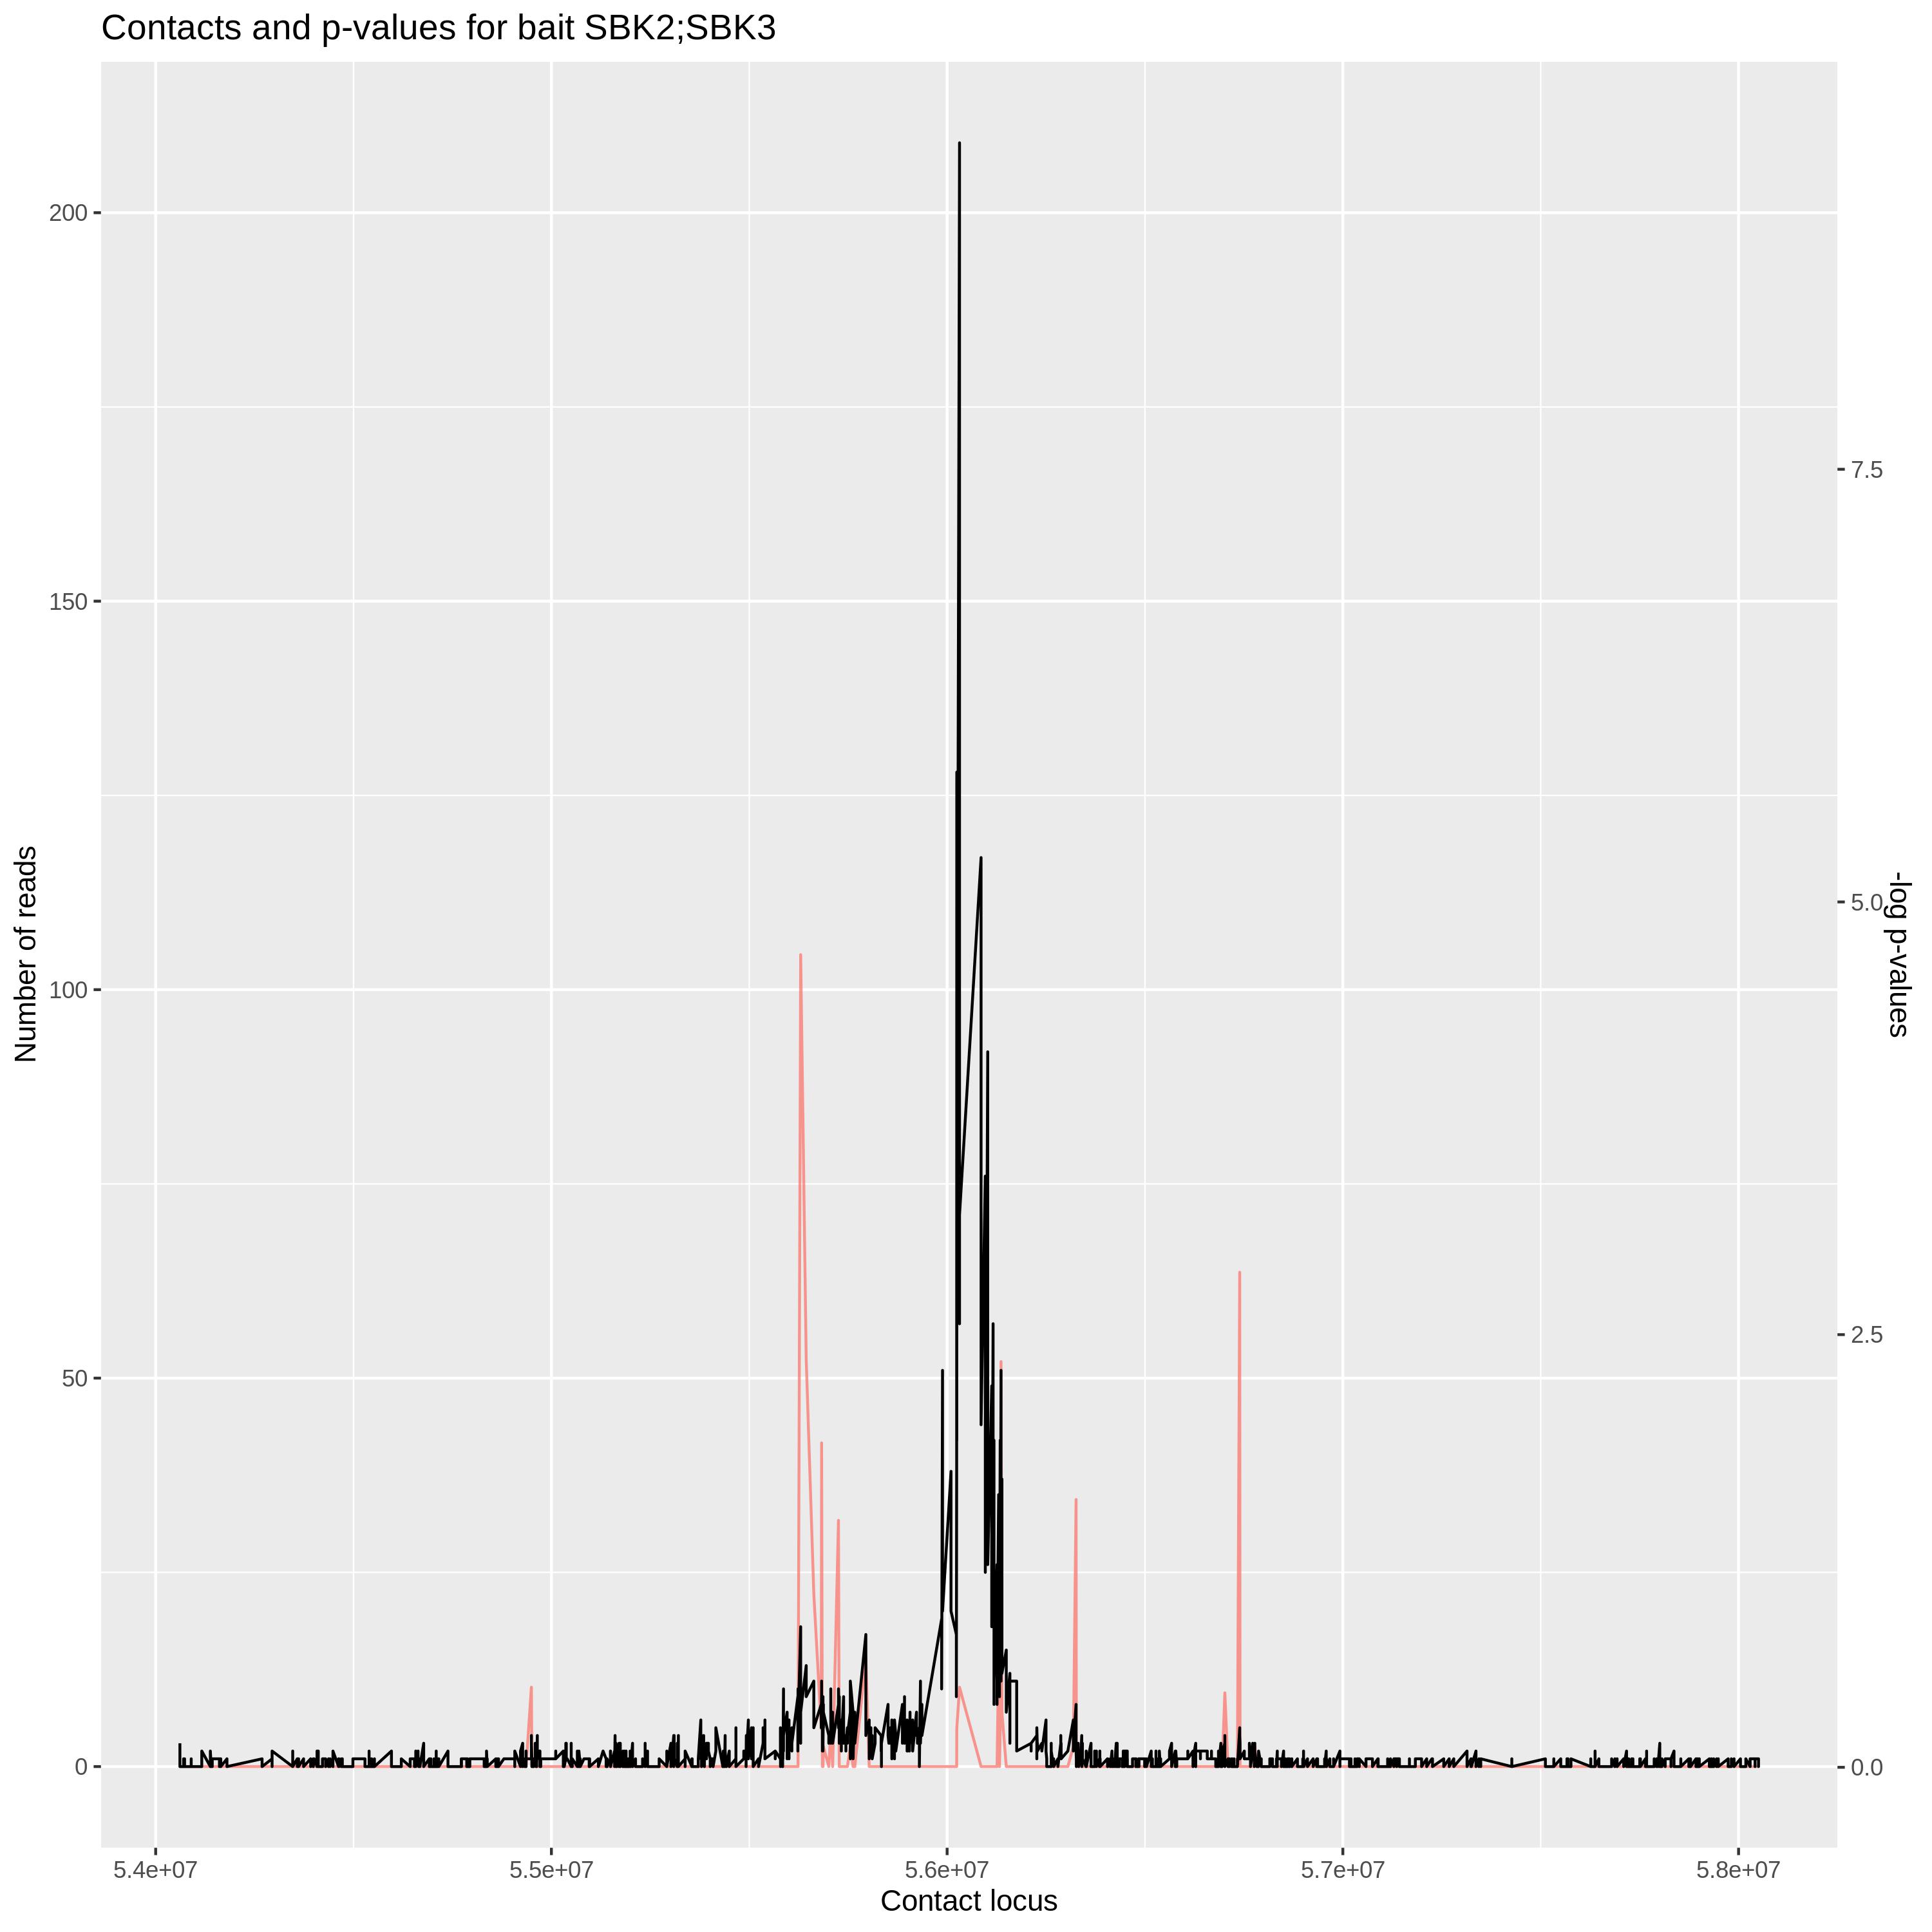 Contacts and p-values for bait SBK2;SBK3
200
150
100
50
0
Number of reads
7.5
5.0
2.5
0.0
-log p-values
5.4e+07
5.5e+07
5.6e+07
5.7e+07
5.8e+07
Contact locus